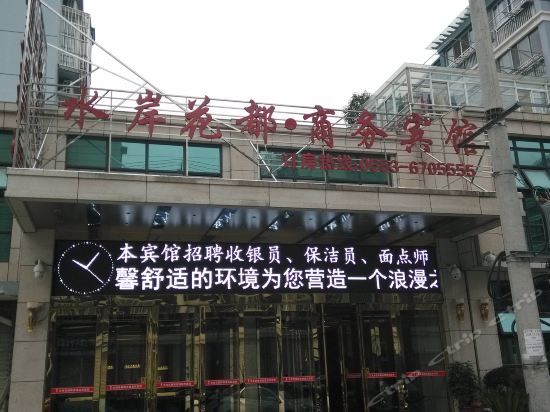 水岸花都·商务宾馆
本宾馆招聘收银员、保洁员、面点师
馨舒适的环境为您营造一个浪漫之